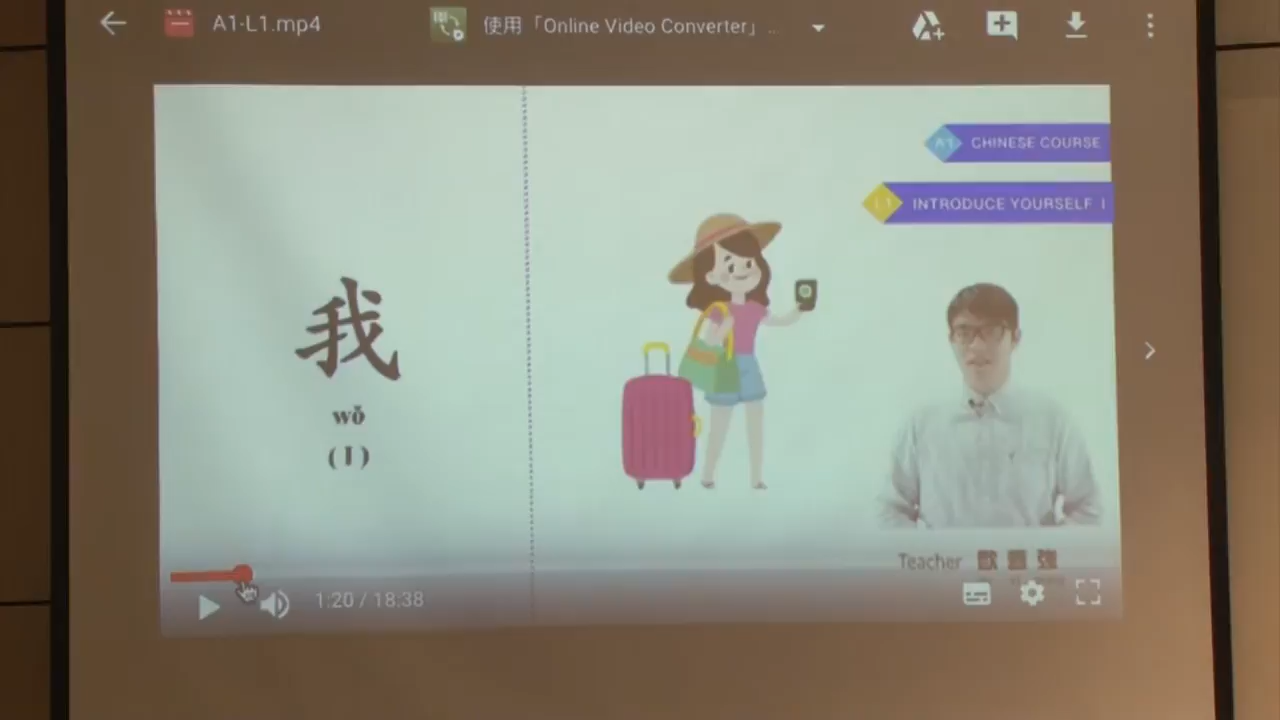 A1-L1.mp4
使用「Online Video Converter」...
A1 CHINESE COURSE
L1 INTRODUCE YOURSELF I
我
wǒ
(I)
Teacher
1:20 / 18:38